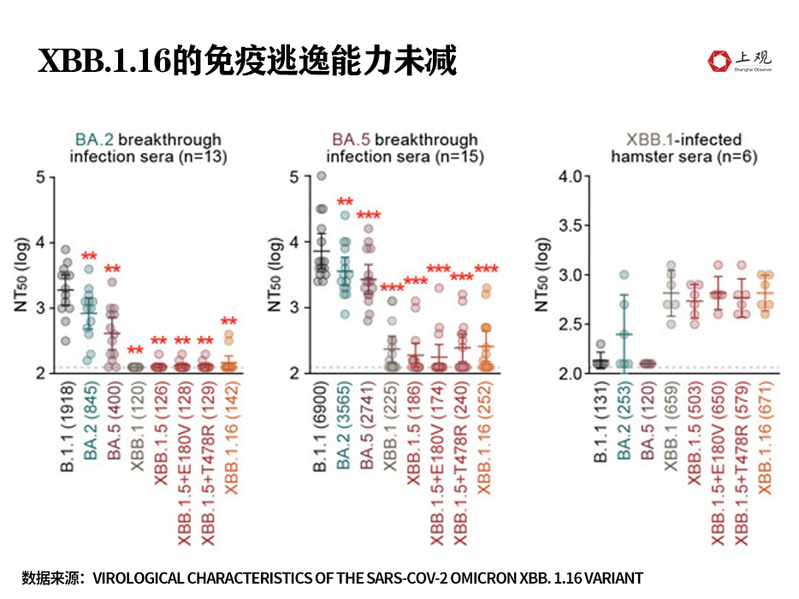 XBB.1.16的免疫逃逸能力未减
上观
Shanghai Observer
BA.2 breakthrough
infection sera (n=13)
NT50 (log)
5
4
3
2
**
**
**
**
**
**
**
B.1.1 (1918)
BA.2 (845)
BA.5 (400)
XBB.1 (120)
XBB.1.5 (126)
XBB.1.5+E180V (128)
XBB.1.5+T478R (129)
XBB.1.16 (142)
BA.5 breakthrough
infection sera (n=15)
NT50 (log)
5
4
3
2
**
***
***
***
***
***
***
B.1.1 (6900)
BA.2 (3565)
BA.5 (2741)
XBB.1 (225)
XBB.1.5 (186)
XBB.1.5+E180V (174)
XBB.1.5+T478R (240)
XBB.1.16 (252)
XBB.1-infected
hamster sera (n=6)
NT50 (log)
4.0
3.5
3.0
2.5
2.0
B.1.1 (131)
BA.2 (253)
BA.5 (120)
XBB.1 (659)
XBB.1.5 (503)
XBB.1.5+E180V (650)
XBB.1.5+T478R (579)
XBB.1.16 (671)
数据来源：VIROLOGICAL CHARACTERISTICS OF THE SARS-COV-2 OMICRON XBB. 1.16 VARIANT